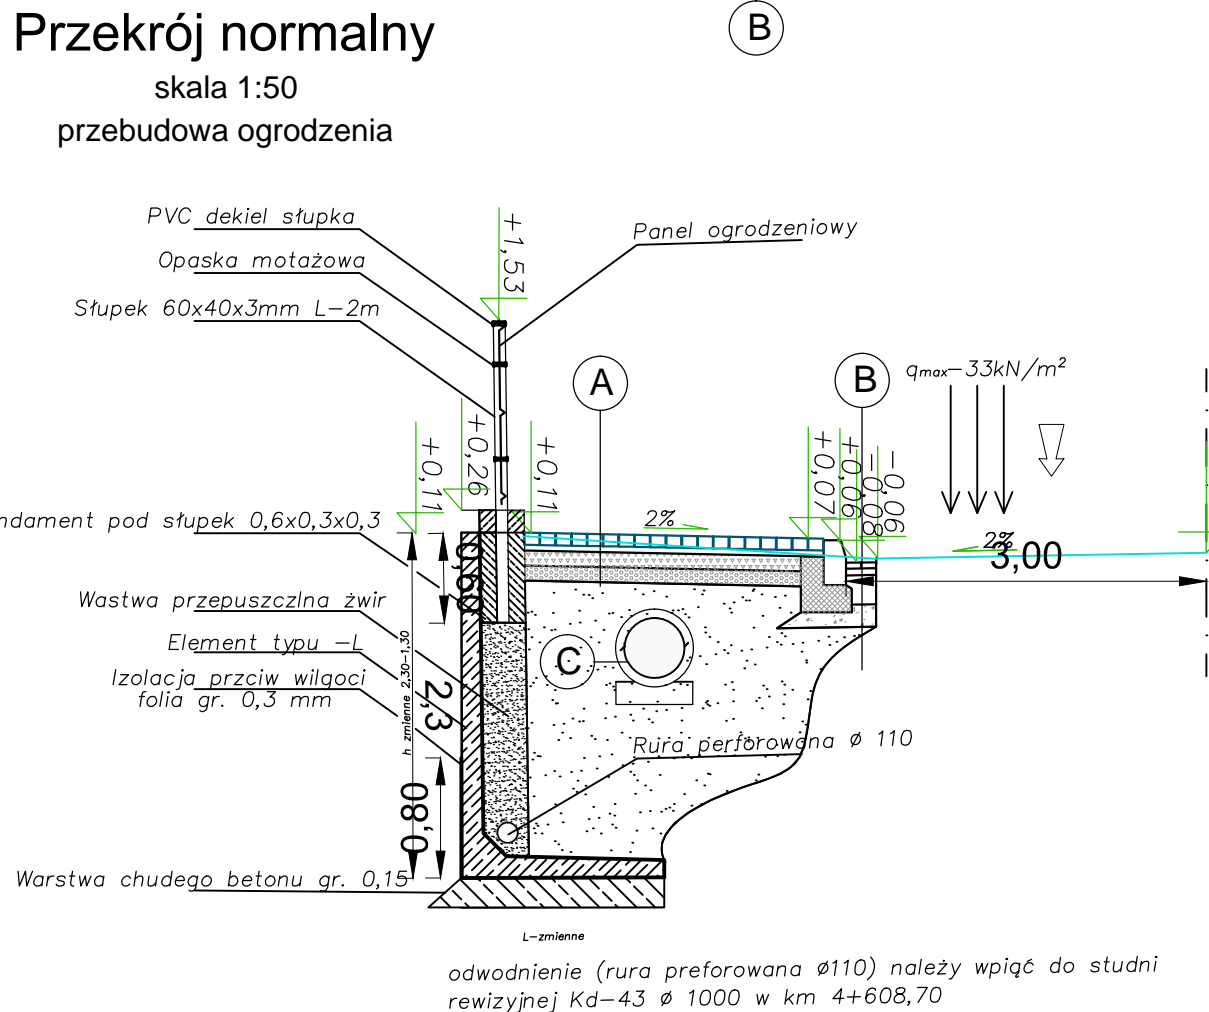 Przekrój normalny
B
skala 1:50
przebudowa ogrodzenia
PVC dekiel słupka
Opaska motażowa
Słupek 60x40x3mm L-2m
+1,53
Panel ogrodzeniowy
A
B
qmax-33kN/m²
+0,11
+0,26
+0,11
+0,07
+0,06
-0,08
-0,06
ndament pod słupek 0,6x0,3x0,3
2%
2%
3,00
0,60
Wastwa przepuszczlna żwir
Element typu -L
Izolacja przciw wilgoci
folia gr. 0,3 mm
h zmienne 2,30-1,30
2,3
C
Rura perforowana ø 110
0,80
Warstwa chudego betonu gr. 0,15
L-zmienne
odwodnienie (rura preforowana ø110) należy wpiąć do studni
rewizyjnej Kd-43 ø 1000 w km 4+608,70